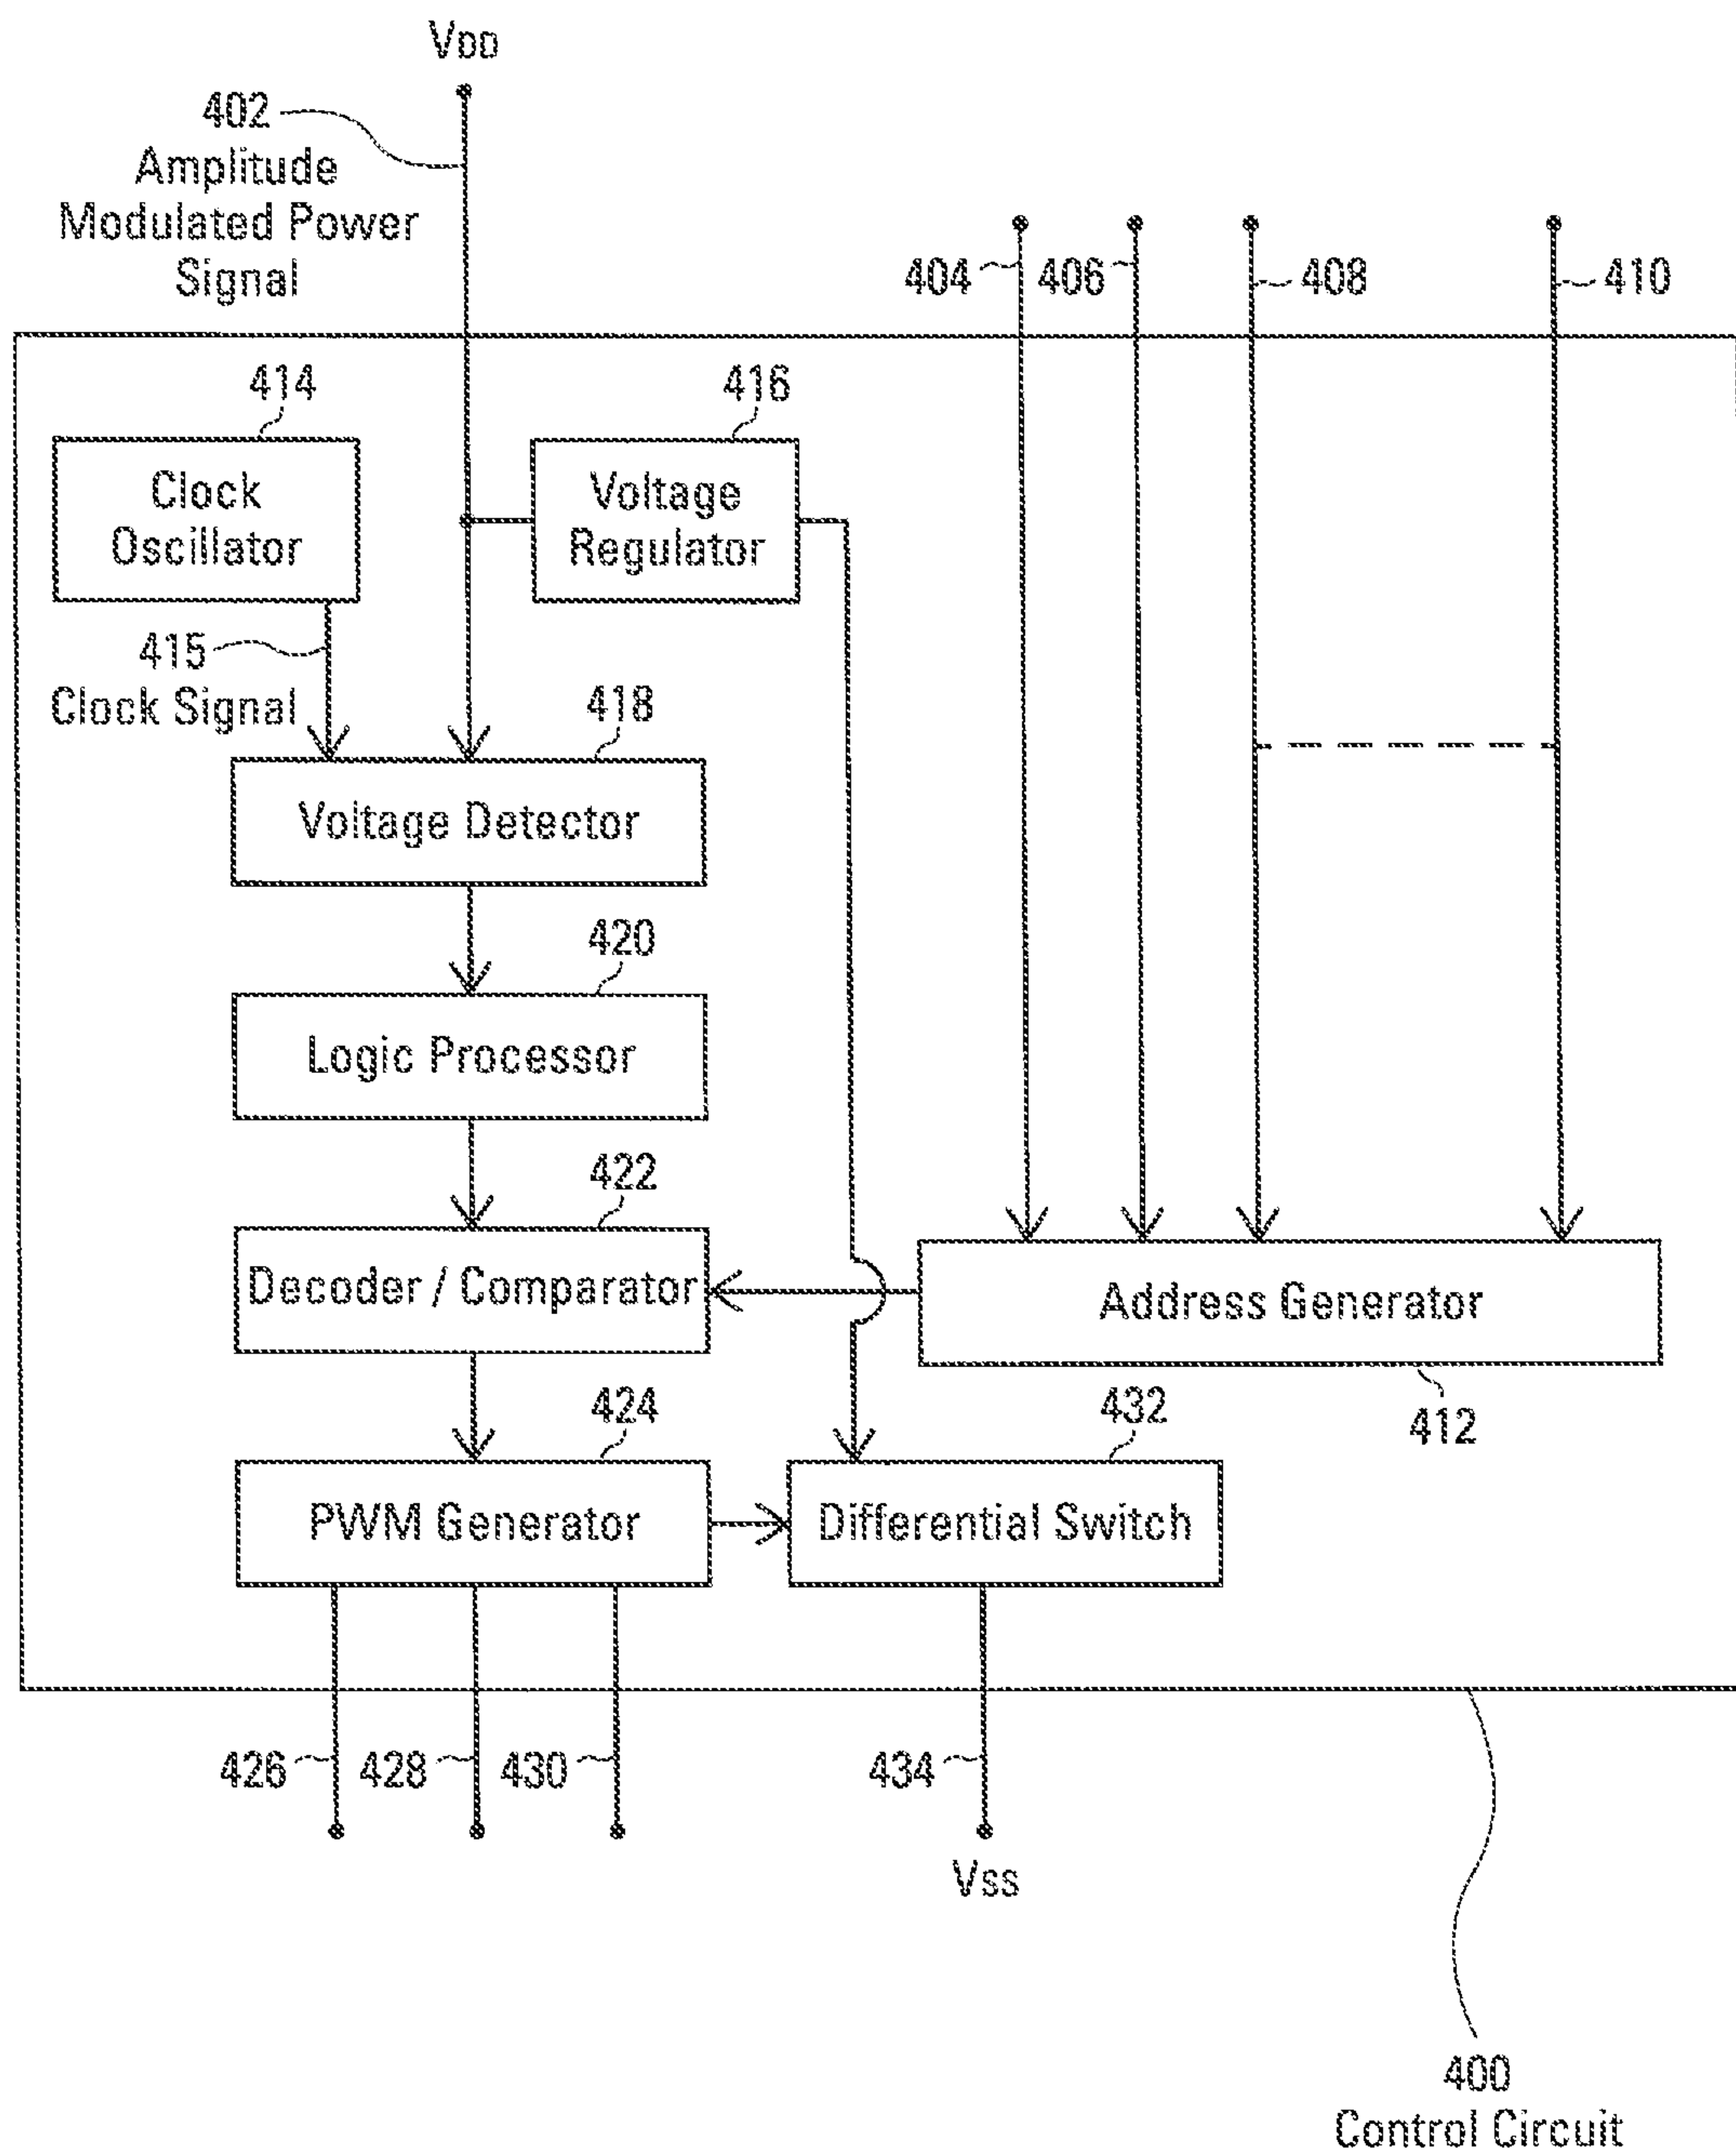 VDD
402
Amplitude
Modulated Power
Signal
404
406
408
410
414
416
Clock
Oscillator
Voltage
Regulator
415
Clock Signal
418
Voltage Detector
420
Logic Processor
422
Decoder / Comparator
Address Generator
424
432
412
PWM Generator
Differential Switch
426
428
430
434
VSS
400
Control Circuit